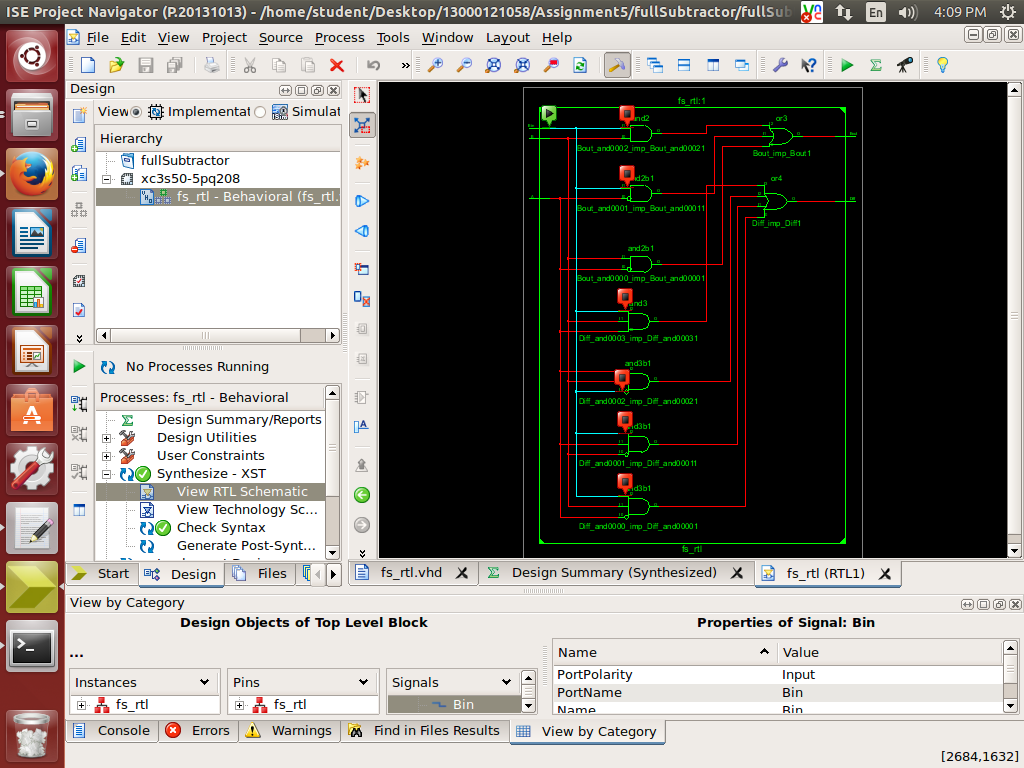 ISE Project Navigator (P.20131013) - /home/student/Desktop/13000121058/Assignment5/fullSubtractor/fullSub
En
4:09 PM
File Edit View Project Source Process Tools Window Layout Help
Design
View Implementat Simulat
Hierarchy
fullSubtractor
xc3s50-5pq208
fs_rtl - Behavioral (fs_rtl.
No Processes Running
Processes: fs_rtl - Behavioral
Design Summary/Reports
Design Utilities
User Constraints
Synthesize - XST
View RTL Schematic
View Technology Sc...
Check Syntax
Generate Post-Synt...
Start
Design
Files
fs_rtl:1
and2
Bout_and0002_imp_Bout_and00021
and2b1
Bout_and0001_imp_Bout_and00011
and2b1
Bout_and0000_imp_Bout_and00001
and3
Diff_and0003_imp_Diff_and00031
and3b1
Diff_and0002_imp_Diff_and00021
and3b1
Diff_and0001_imp_Diff_and00011
and3b1
Diff_and0000_imp_Diff_and00001
or3
Bout_imp_Bout1
or4
Diff_imp_Diff1
fs_rtl
fs_rtl.vhd
Design Summary (Synthesized)
fs_rtl (RTL1)
View by Category
Design Objects of Top Level Block
...
Instances
fs_rtl
Pins
fs_rtl
Signals
Bin
Properties of Signal: Bin
Name Value
PortPolarity Input
PortName Bin
Name Bin
Console
Errors
Warnings
Find in Files Results
View by Category
[2684,1632]